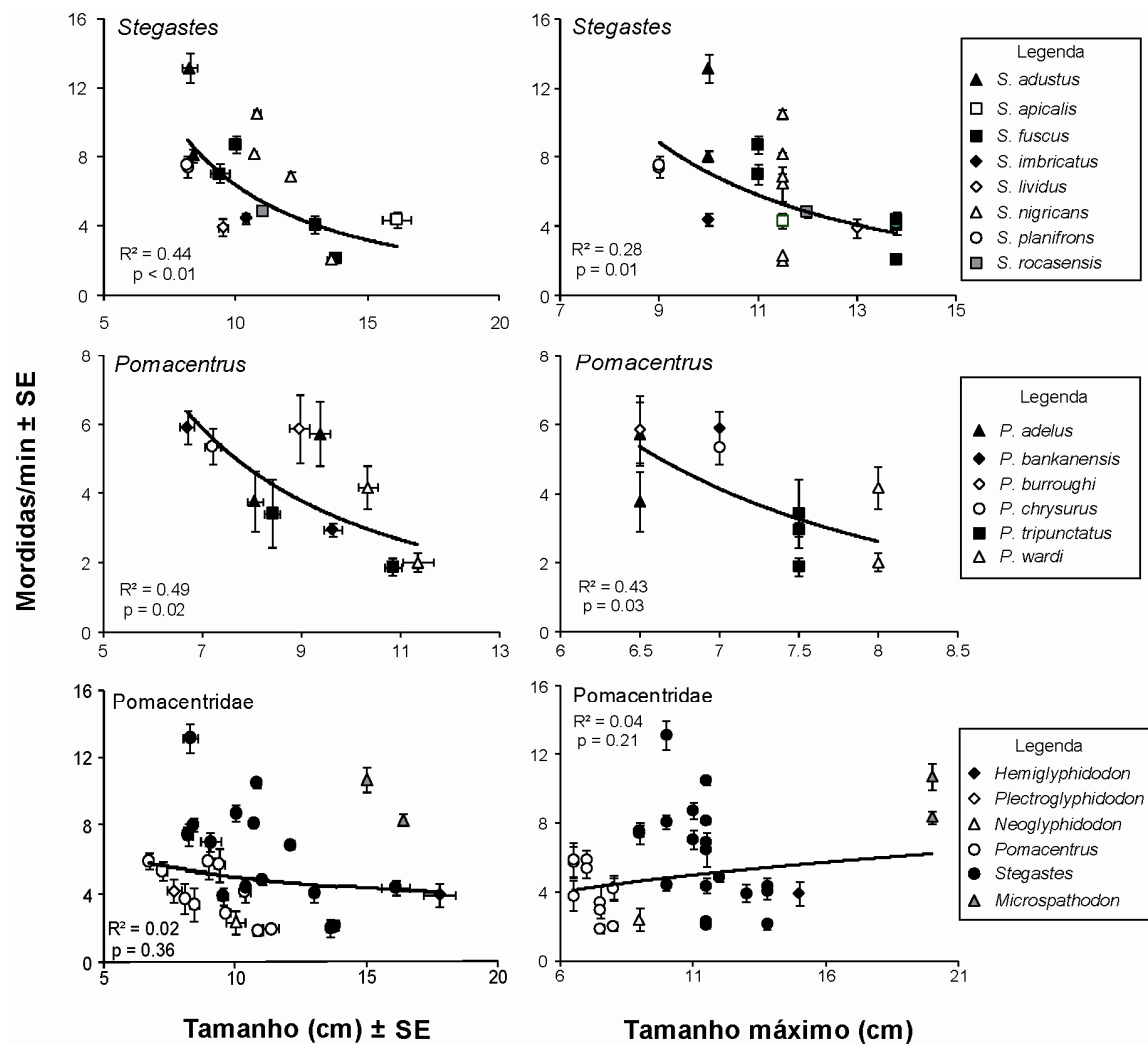 Stegastes
16
12
8
4
0
R² = 0.44
p < 0.01
5
10
15
20
Stegastes
16
12
8
4
0
R² = 0.28
p = 0.01
7
9
11
13
15
Legenda
S. adustus
S. apicalis
S. fuscus
S. imbricatus
S. lividus
S. nigricans
S. planifrons
S. rocasensis
Mordidas/min ± SE
Pomacentrus
8
6
4
2
0
R² = 0.49
p = 0.02
5
7
9
11
13
Pomacentrus
8
6
4
2
0
R² = 0.43
p = 0.03
6
6.5
7
7.5
8
8.5
Legenda
P. adelus
P. bankanensis
P. burroughi
P. chrysurus
P. tripunctatus
P. wardi
Pomacentridae
16
12
8
4
0
R² = 0.02
p = 0.36
5
10
15
20
Pomacentridae
R² = 0.04
p = 0.21
16
12
8
4
0
6
11
16
21
Legenda
Hemiglyphidodon
Plectroglyphidodon
Neoglyphidodon
Pomacentrus
Stegastes
Microspathodon
Tamanho (cm) ± SE
Tamanho máximo (cm)